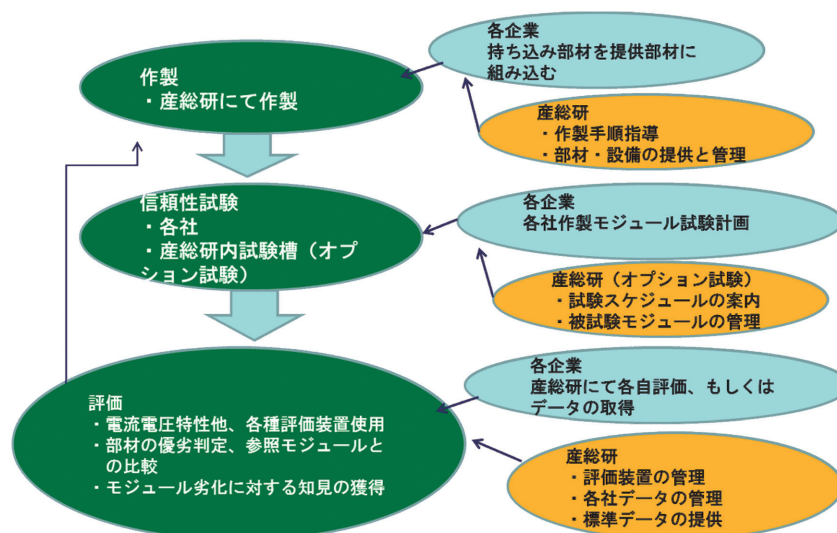 作製
・産総研にて作製
各企業
持ち込み部材を提供部材に
組み込む
産総研
・作製手順指導
・部材・設備の提供と管理
信頼性試験
・各社
・産総研内試験槽（オプ
ション試験）
各企業
各社作製モジュール試験計画
産総研（オプション試験）
・試験スケジュールの案内
・被試験モジュールの管理
評価
・電流電圧特性他、各種評価装置使用
・部材の優劣判定、参照モジュールと
の比較
・モジュール劣化に対する知見の獲得
各企業
産総研にて各自評価、もしくは
データの取得
産総研
・評価装置の管理
・各社データの管理
・標準データの提供